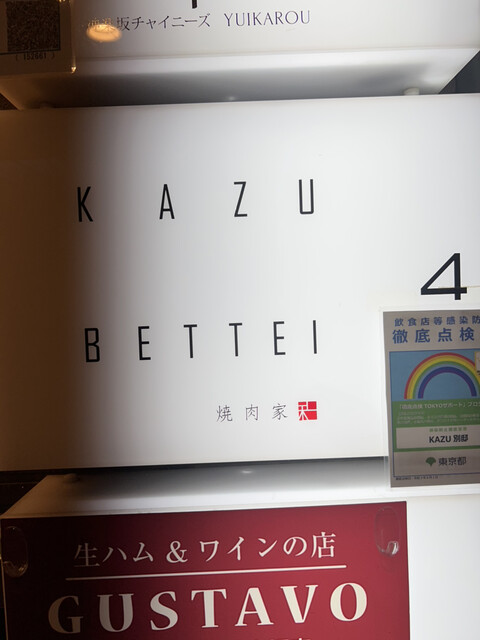 坂チャイニーズ YUIKAROU
KAZU
BETTEI
焼肉家
4
飲食店等感染防
徹底点検
KAZU 別邸
東京都
生ハム & ワインの店
GUSTAVO